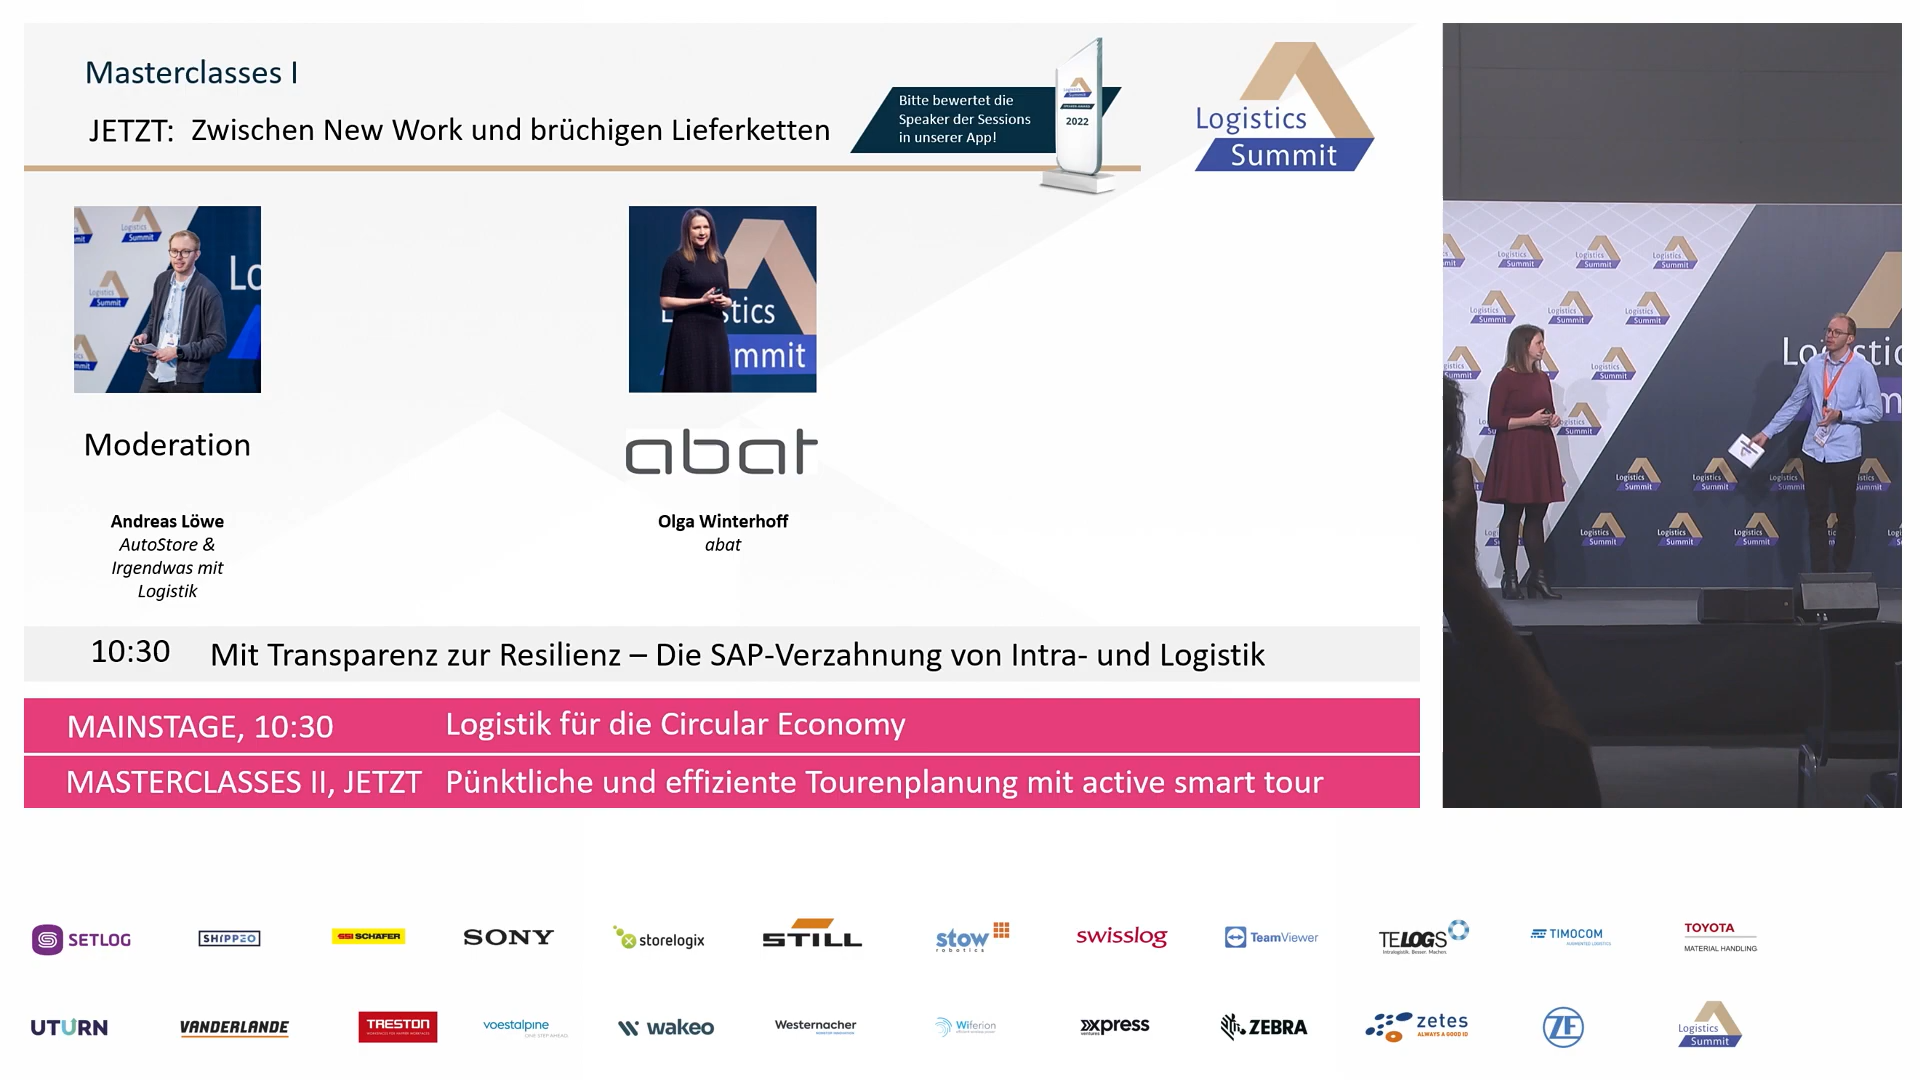 Masterclasses I
JETZT: Zwischen New Work und brüchigen Lieferketten
Bitte bewertet die
Speaker der Sessions
in unserer App!
Logistics
Summit
2022
Logistics
Summit
Moderation
abat
Andreas Löwe
AutoStore &
Irgendwas mit
Logistik
Olga Winterhoff
abat
10:30 Mit Transparenz zur Resilienz – Die SAP-Verzahnung von Intra- und Logistik
MAINSTAGE, 10:30 Logistik für die Circular Economy
MASTERCLASSES II, JETZT Pünktliche und effiziente Tourenplanung mit active smart tour
SETLOG
SHIPPEO
SSI SCHÄFER
SONY
storelogix
STILL
stow
robotics
swisslog
TeamViewer
TELOGS
Intralogistik. Besser. Machen.
TIMOCOM
AUGMENTED LOGISTICS
TOYOTA
MATERIAL HANDLING
UTURN
VANDERLANDE
TRESTON
voestalpine
ONE STEP AHEAD.
wakeo
Westernacher
Wiferion
xpress
ventures
ZEBRA
zetes
ALWAYS A GOOD ID
ZF
Logistics
Summit